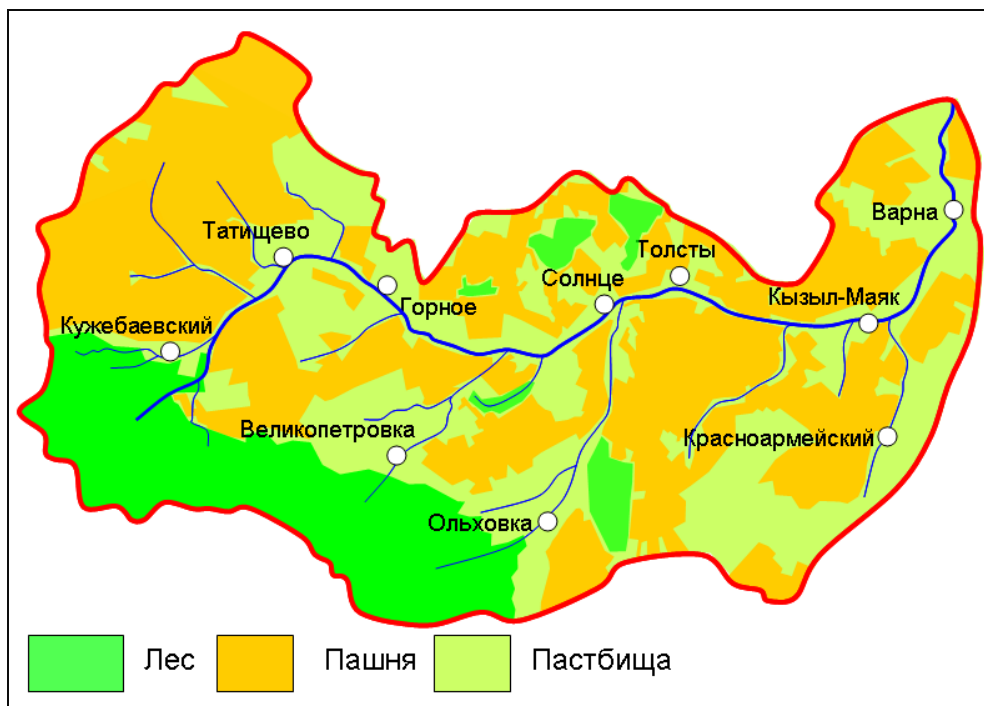 Татищево
Варна
Толсты
Солнце
Горное
Кызыл-Маяк
Кужебаевский
Великопетровка
Красноармейский
Ольховка
Лес
Пашня
Пастбища